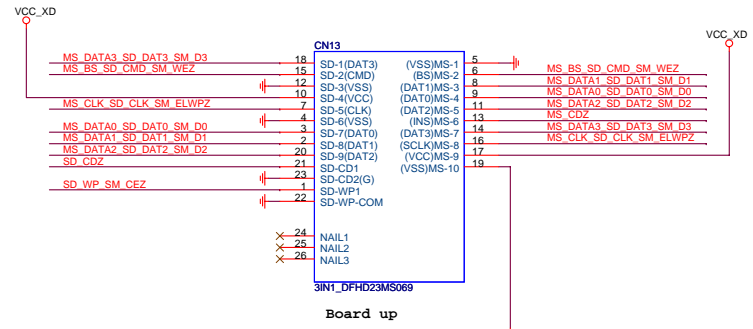 VCC_XD
VCC_XD
CN13
MS_DATA3_SD_DAT3_SM_D3 18 SD-1(DAT3) (VSS)MS-1 5
MS_BS_SD_CMD_SM_WEZ 15 SD-2(CMD) (BS)MS-2 6 MS_BS_SD_CMD_SM_WEZ
12 SD-3(VSS) (DAT1)MS-3 8 MS_DATA1_SD_DAT1_SM_D1
10 SD-4(VCC) (DAT0)MS-4 9 MS_DATA0_SD_DAT0_SM_D0
MS_CLK_SD_CLK_SM_ELWPZ 7 SD-5(CLK) (DAT2)MS-5 11 MS_DATA2_SD_DAT2_SM_D2
4 SD-6(VSS) (INS)MS-6 13 MS_CDZ
MS_DATA0_SD_DAT0_SM_D0 3 SD-7(DAT0) (DAT3)MS-7 14 MS_DATA3_SD_DAT3_SM_D3
MS_DATA1_SD_DAT1_SM_D1 2 SD-8(DAT1) (SCLK)MS-8 16 MS_CLK_SD_CLK_SM_ELWPZ
MS_DATA2_SD_DAT2_SM_D2 20 SD-9(DAT2) (VCC)MS-9 17
SD_CDZ 21 SD-CD1 (VSS)MS-10 19
23 SD-CD2(G)
SD_WP_SM_CEZ 1 SD-WP1
22 SD-WP-COM
24 NAIL1
25 NAIL2
26 NAIL3
3IN1_DFHD23MS069
Board up